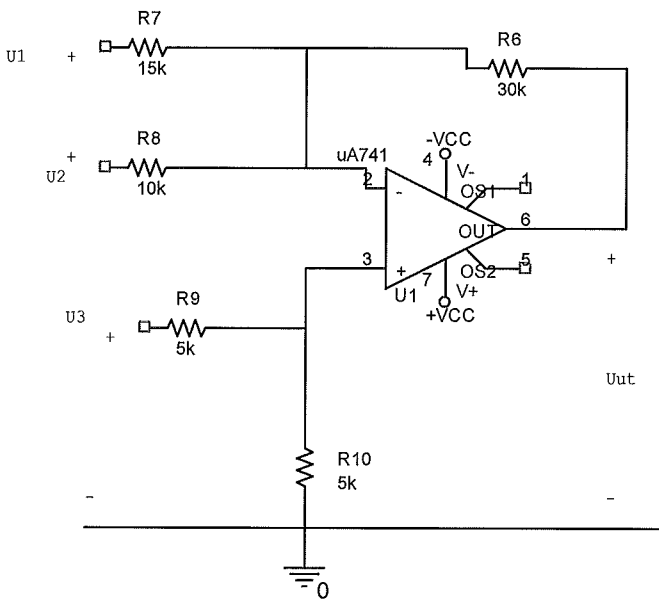 R7
U1 +
15k
R6
30k
R8
+
U2
10k
uA741
-VCC
4
V-
2
-
OS1
1
OUT
6
3
+
7
OS2
5
U1
V+
+VCC
+
R9
U3
+
5k
Uut
R10
5k
-
-
0